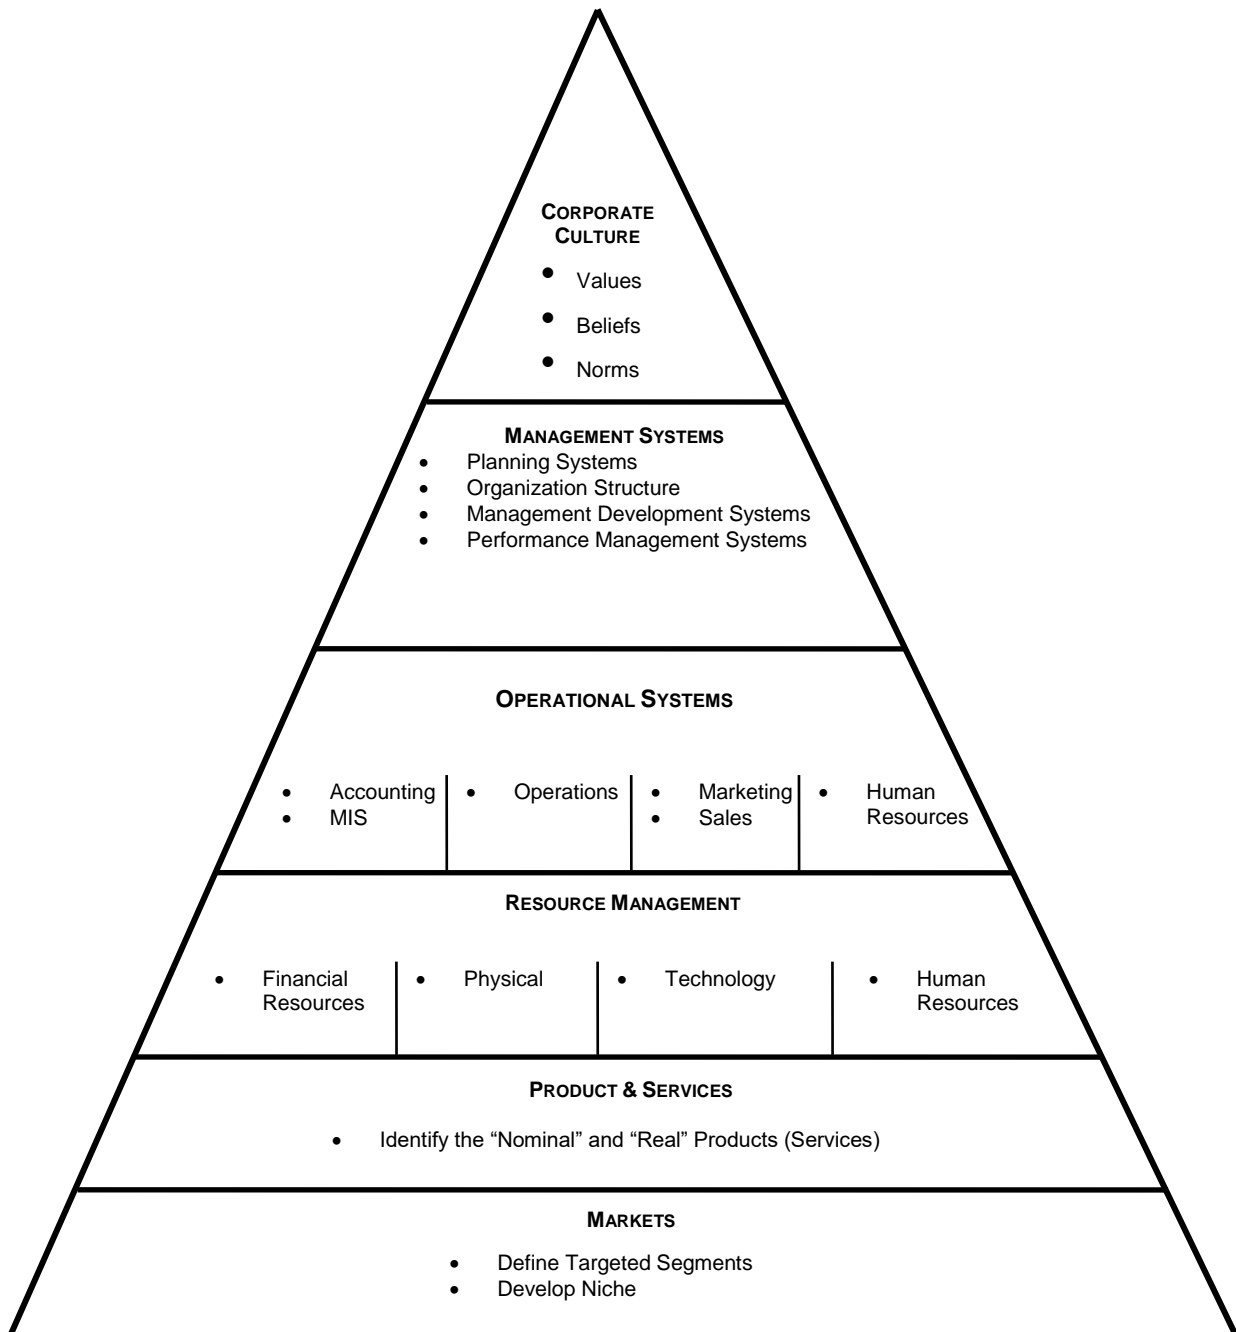 CORPORATE
CULTURE
• Values
• Beliefs
• Norms
MANAGEMENT SYSTEMS
• Planning Systems
• Organization Structure
• Management Development Systems
• Performance Management Systems
OPERATIONAL SYSTEMS
• Accounting
• MIS
• Operations
• Marketing
• Sales
• Human
Resources
RESOURCE MANAGEMENT
• Financial
Resources
• Physical
• Technology
• Human
Resources
PRODUCT & SERVICES
• Identify the “Nominal” and “Real” Products (Services)
MARKETS
• Define Targeted Segments
• Develop Niche